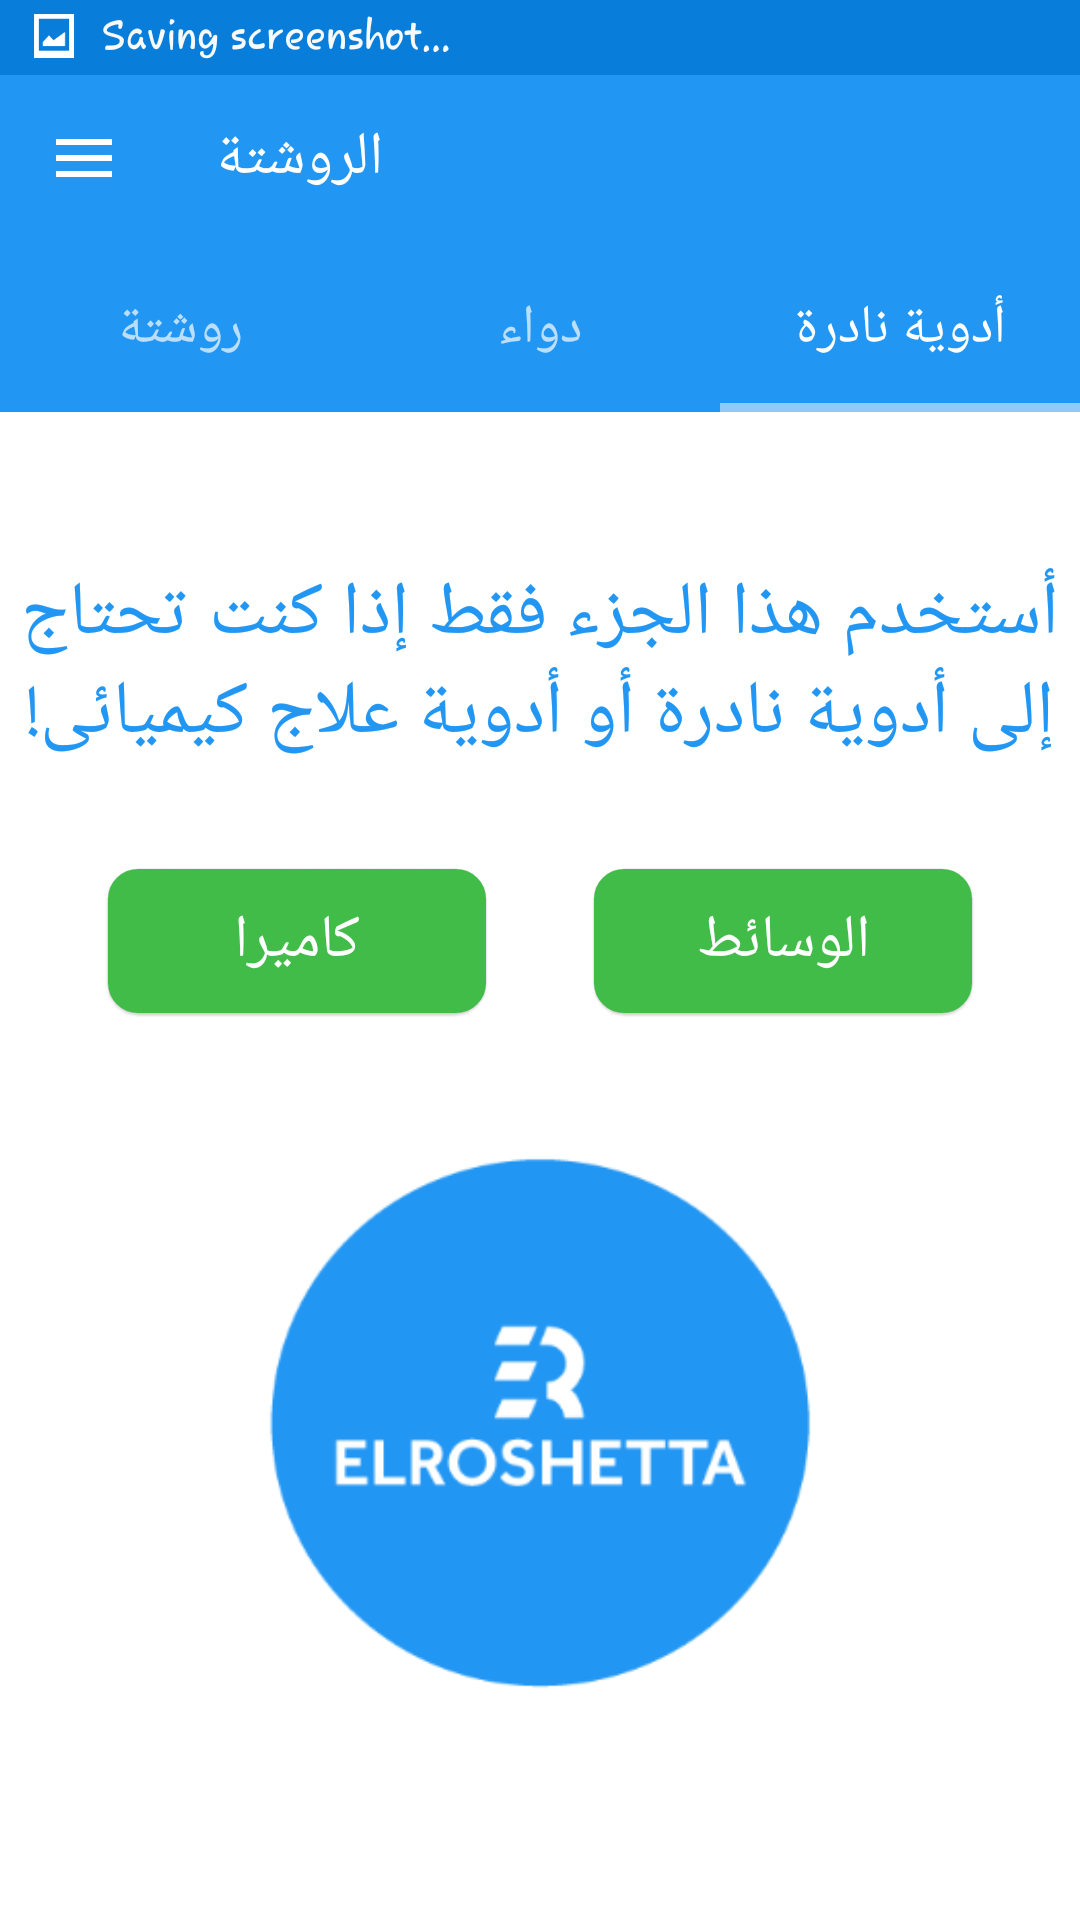 Saving screenshot...
الروشتة
أدوية نادرة
دواء
روشتة
أستخدم هذا الجزء فقط إذا كنت تحتاج
إلى أدوية نادرة أو أدوية علاج كيميائى!
الوسائط
كاميرا
ER
ELROSHETTA